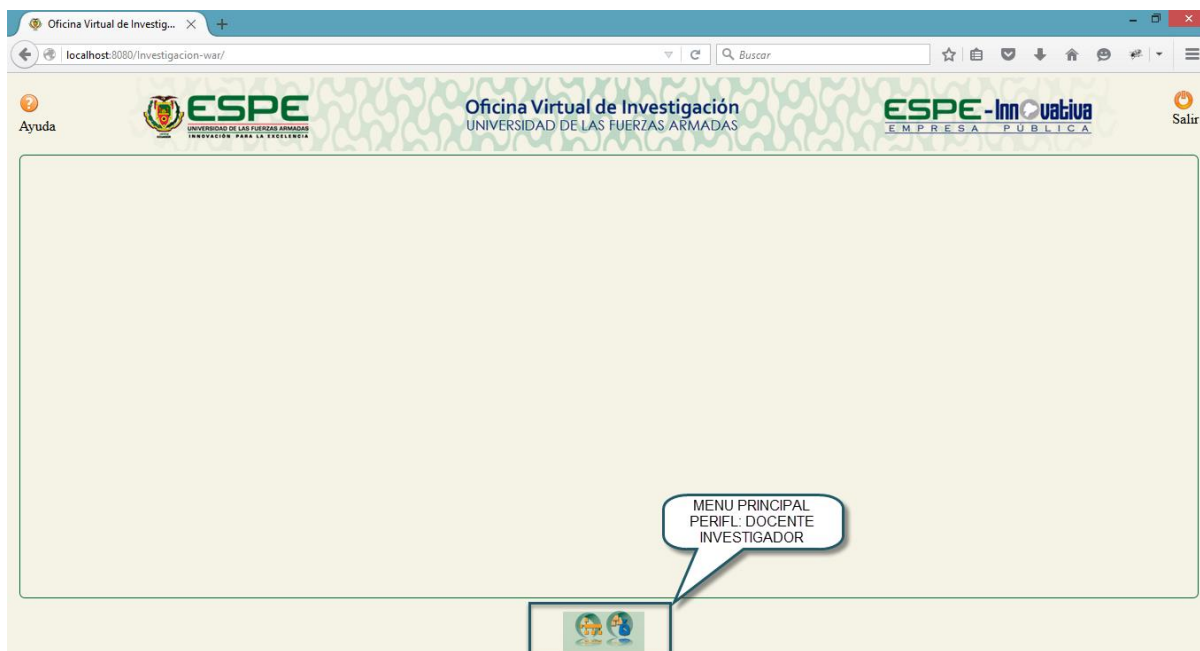 Oficina Virtual de Investig...
localhost:8080/Investigacion-war/
Buscar
Ayuda
ESPE
UNIVERSIDAD DE LAS FUERZAS ARMADAS
INNOVACIÓN PARA LA EXCELENCIA
Oficina Virtual de Investigación
UNIVERSIDAD DE LAS FUERZAS ARMADAS
ESPE-Innovativa
EMPRESA PÚBLICA
Salir
MENU PRINCIPAL
PERIFL: DOCENTE
INVESTIGADOR